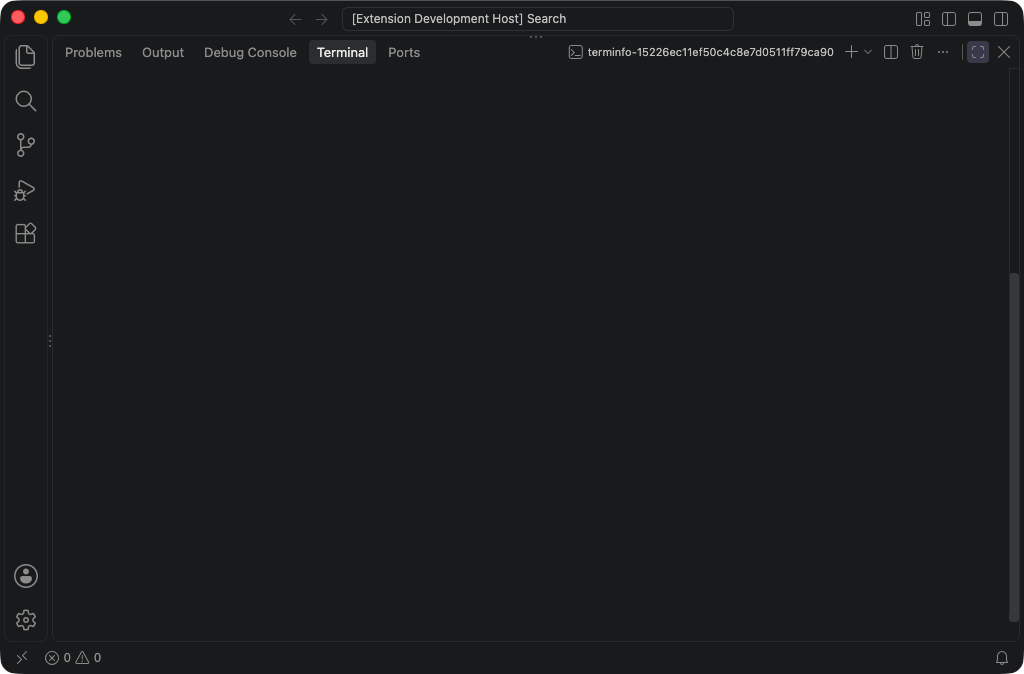 [Extension Development Host] Search
Problems Output Debug Console Terminal Ports terminfo-15226ec11ef50c4c8e7d0511ff79ca90
0 0